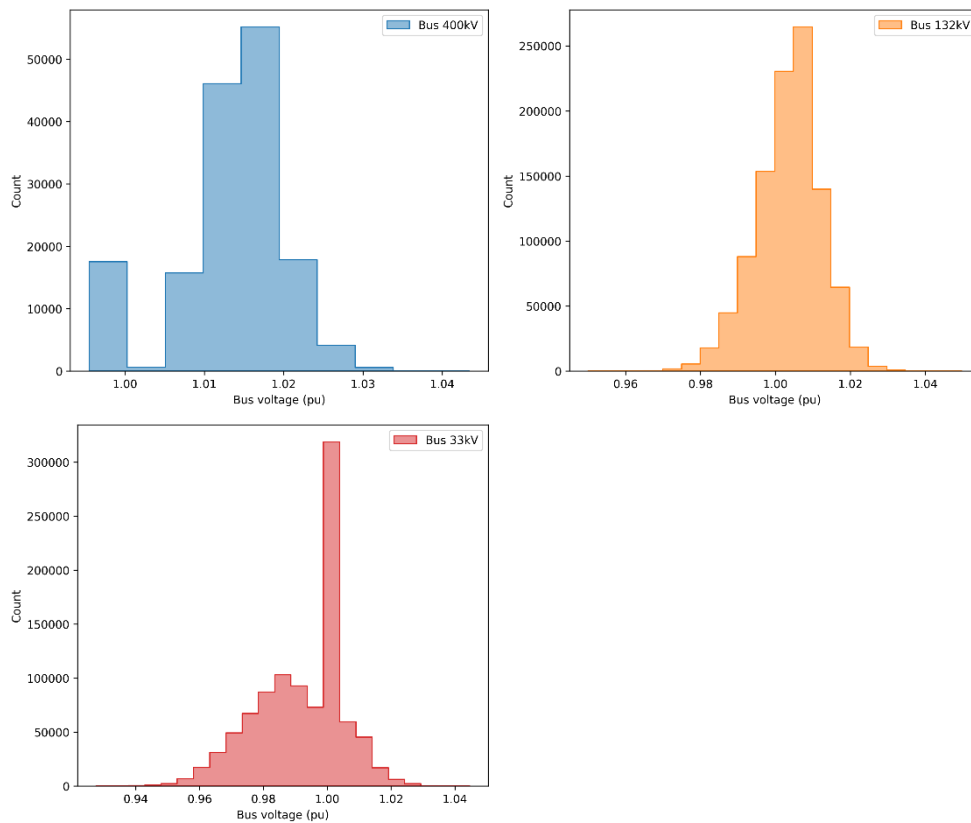 Bus 400kV
Count
50000
40000
30000
20000
10000
0
1.00 1.01 1.02 1.03 1.04
Bus voltage (pu)
Bus 132kV
Count
250000
200000
150000
100000
50000
0
0.96 0.98 1.00 1.02 1.04
Bus voltage (pu)
Bus 33kV
Count
300000
250000
200000
150000
100000
50000
0
0.94 0.96 0.98 1.00 1.02 1.04
Bus voltage (pu)